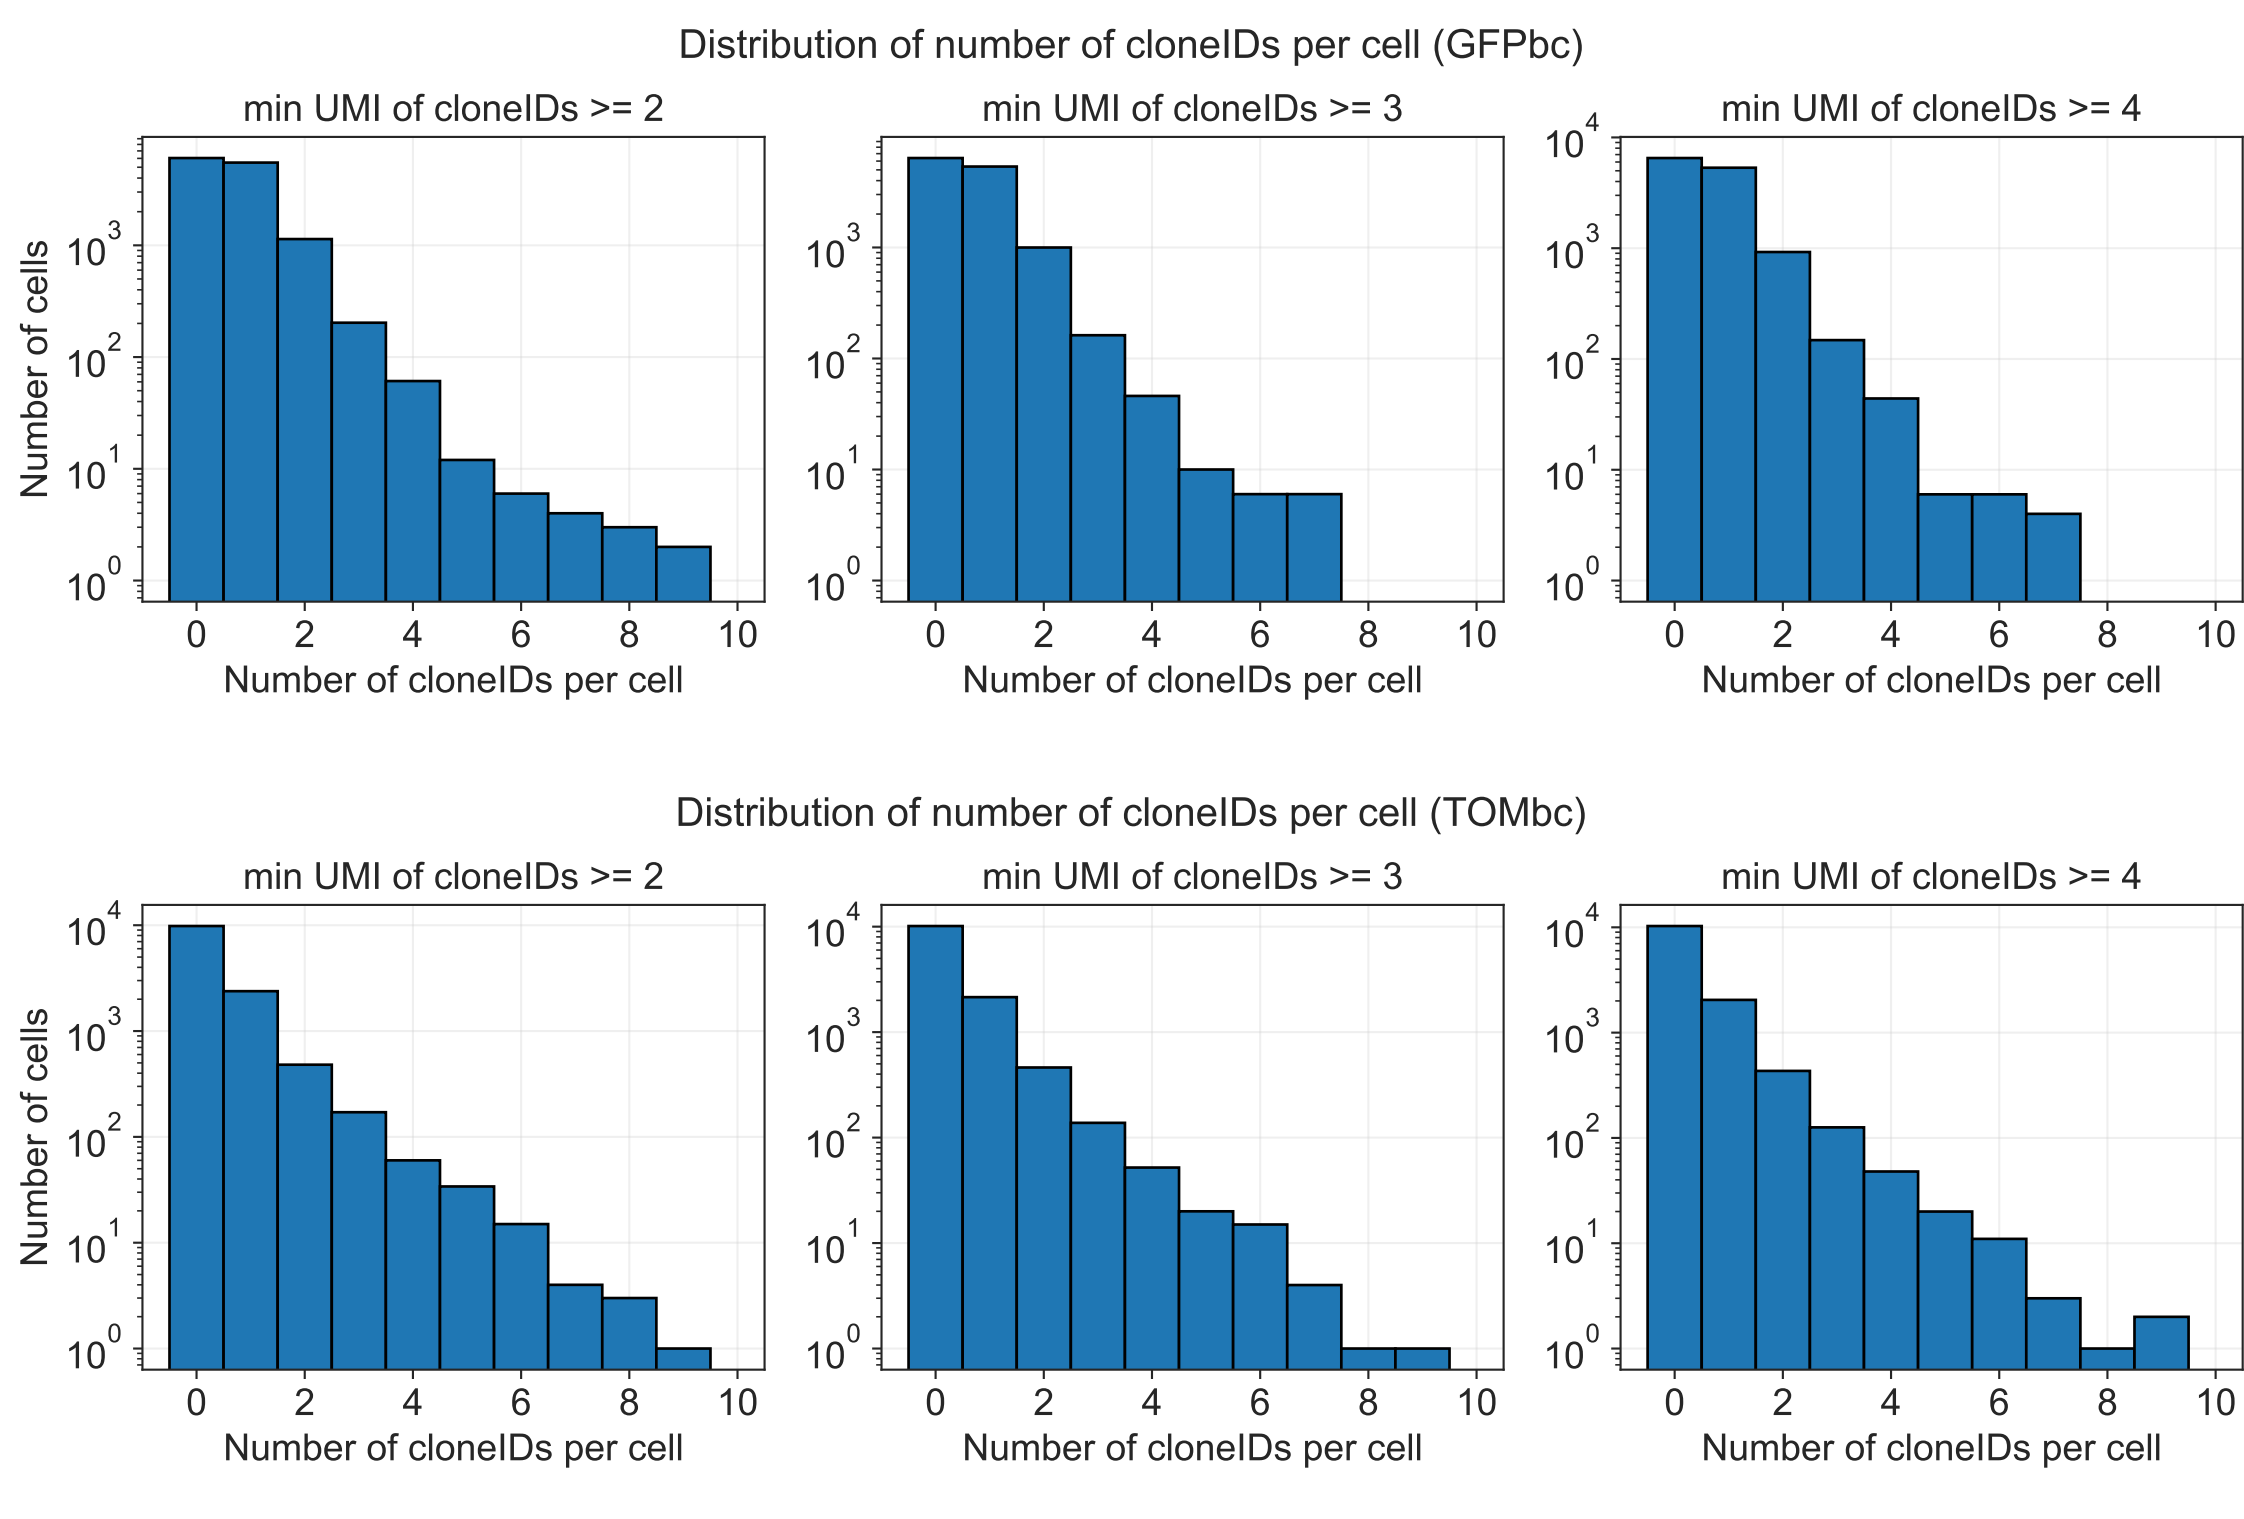 Distribution of number of cloneIDs per cell (GFPbc)
min UMI of cloneIDs >= 2
min UMI of cloneIDs >= 3
min UMI of cloneIDs >= 4
Number of cells
10^3
10^2
10^1
10^0
0 2 4 6 8 10
Number of cloneIDs per cell
10^3
10^2
10^1
10^0
0 2 4 6 8 10
Number of cloneIDs per cell
10^4
10^3
10^2
10^1
10^0
0 2 4 6 8 10
Number of cloneIDs per cell
Distribution of number of cloneIDs per cell (TOMbc)
min UMI of cloneIDs >= 2
min UMI of cloneIDs >= 3
min UMI of cloneIDs >= 4
Number of cells
10^4
10^3
10^2
10^1
10^0
0 2 4 6 8 10
Number of cloneIDs per cell
10^4
10^3
10^2
10^1
10^0
0 2 4 6 8 10
Number of cloneIDs per cell
10^4
10^3
10^2
10^1
10^0
0 2 4 6 8 10
Number of cloneIDs per cell